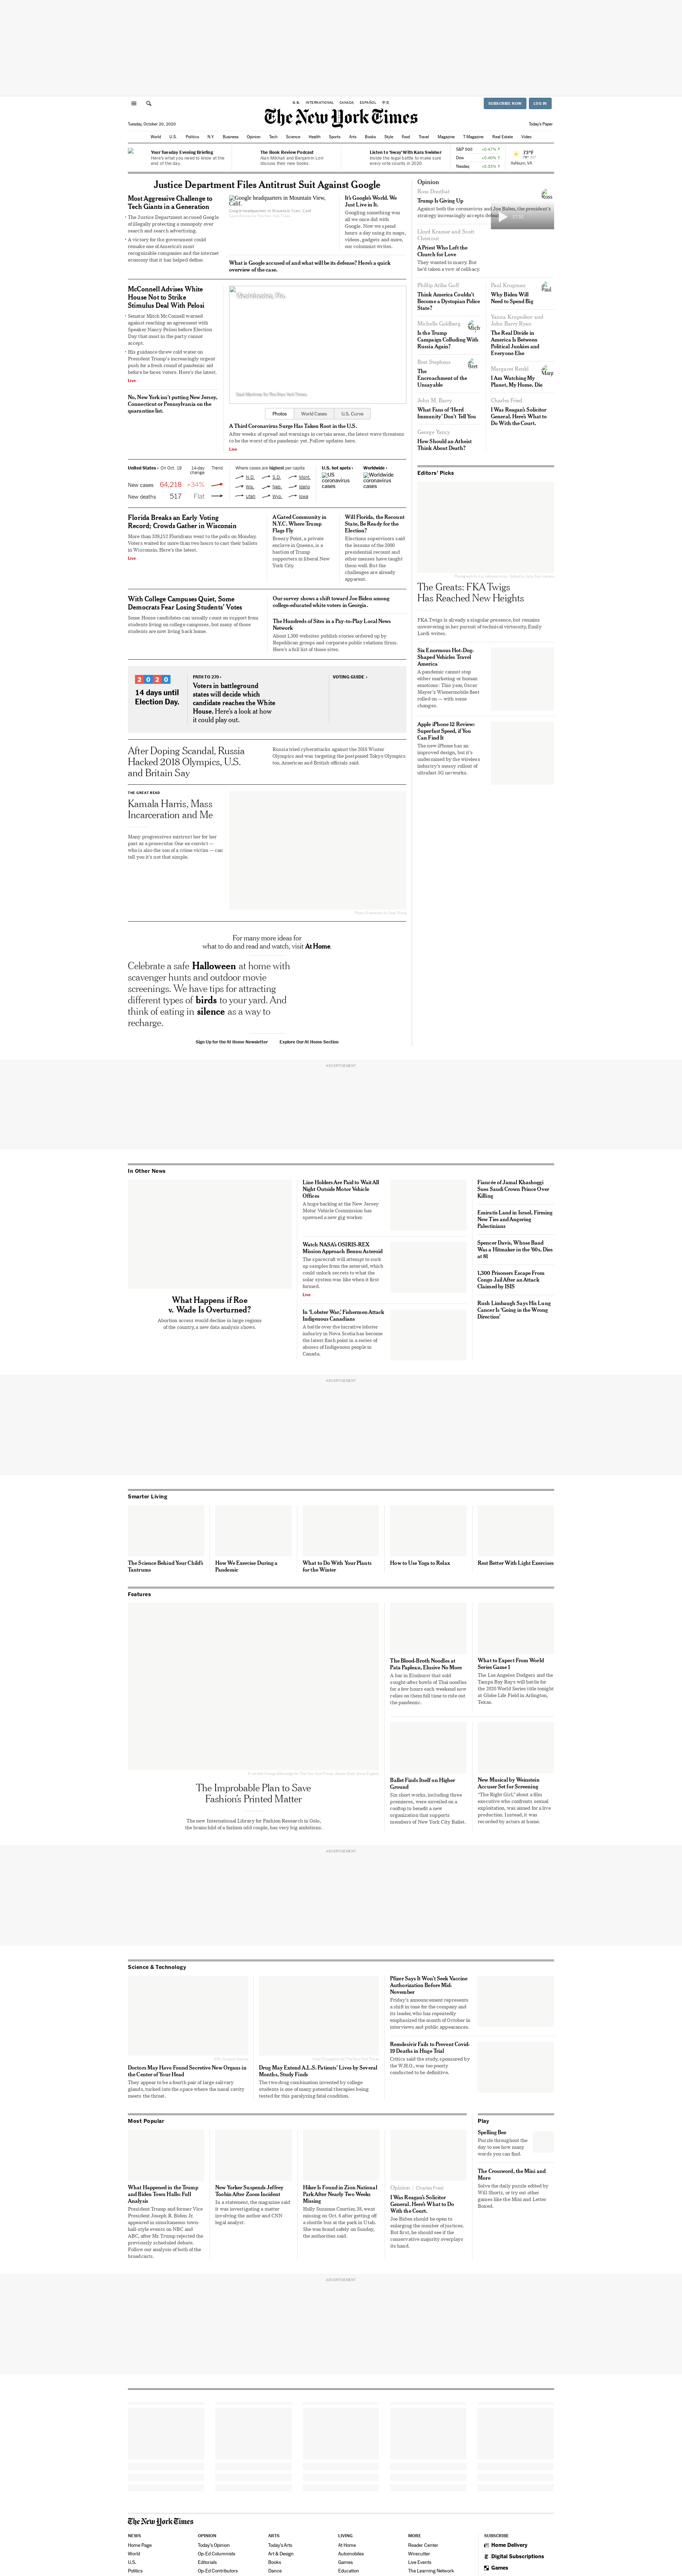 U.S.
INTERNATIONAL
CANADA
ESPAÑOL
中文
SUBSCRIBE NOW
LOG IN
The New York Times
Tuesday, October 20, 2020
Today's Paper
World
U.S.
Politics
N.Y.
Business
Opinion
Tech
Science
Health
Sports
Arts
Books
Style
Food
Travel
Magazine
T Magazine
Real Estate
Video
Your Tuesday Evening Briefing
Here's what you need to know at the end of the day.
The Book Review Podcast
Alan Mikhail and Benjamin Lorr discuss their new books.
Listen to 'Sway' With Kara Swisher
Inside the legal battle to make sure every vote counts in 2020.
S&P 500 +0.47%
Dow +0.40%
Nasdaq +0.33%
73°F
Ashburn, VA
Justice Department Files Antitrust Suit Against Google
Most Aggressive Challenge to
Tech Giants in a Generation
The Justice Department accused Google
of illegally protecting a monopoly over
search and search advertising.
A victory for the government could
remake one of America's most
recognizable companies and the internet
economy that it has helped define.
Google headquarters in Mountain View, Calif.
Google headquarters in Mountain View, Calif.
It's Google's World. We
Just Live in It.
Googling something was
all we once did with
Google. Now we spend
hours a day using its maps,
videos, gadgets and more,
our columnist writes.
What is Google accused of and what will be its defense? Here's a quick
overview of the case.
McConnell Advises White
House Not to Strike
Stimulus Deal With Pelosi
Senator Mitch McConnell warned
against reaching an agreement with
Speaker Nancy Pelosi before Election
Day that most in the party cannot
accept.
His guidance threw cold water on
President Trump's increasingly urgent
push for a fresh round of pandemic aid
before he faces voters. Here's the latest.
Live
No, New York isn't putting New Jersey,
Connecticut or Pennsylvania on the
quarantine list.
Photos
World Cases
U.S. Curve
A Third Coronavirus Surge Has Taken Root in the U.S.
After weeks of spread and warnings in certain areas, the latest wave threatens
to be the worst of the pandemic yet. Follow updates here.
Live
United States › On Oct. 19 14-day change Trend
New cases 64,218 +34%
New deaths 517 Flat
Where cases are highest per capita
N.D.
S.D.
Mont.
Wis.
Neb.
Idaho
Utah
Wyo.
Iowa
U.S. hot spots ›
US coronavirus cases
Worldwide ›
Worldwide coronavirus cases
Florida Breaks an Early Voting
Record; Crowds Gather in Wisconsin
More than 359,152 Floridians went to the polls on Monday.
Voters waited for more than two hours to cast their ballots
in Wisconsin. Here's the latest.
Live
A Gated Community in
N.Y.C. Where Trump
Flags Fly
Breezy Point, a private
enclave in Queens, is a
bastion of Trump
supporters in liberal New
York City.
Will Florida, the Recount
State, Be Ready for the
Election?
Elections supervisors said
the lessons of the 2000
presidential recount and
other messes have taught
them well. But the
challenges are already
apparent.
With College Campuses Quiet, Some
Democrats Fear Losing Students' Votes
Some House candidates can usually count on support from
students living on college campuses, but many of those
students are now living back home.
Our survey shows a shift toward Joe Biden among
college-educated white voters in Georgia.
The Hundreds of Sites in a Pay-to-Play Local News
Network
About 1,300 websites publish stories ordered up by
Republican groups and corporate public relations firms.
Here's a full list of those sites.
2020
14 days until
Election Day.
PATH TO 270 ›
Voters in battleground
states will decide which
candidate reaches the White
House. Here's a look at how
it could play out.
VOTING GUIDE ›
After Doping Scandal, Russia
Hacked 2018 Olympics, U.S.
and Britain Say
Russia tried cyberattacks against the 2018 Winter
Olympics and was targeting the postponed Tokyo Olympics
too, American and British officials said.
THE GREAT READ
Kamala Harris, Mass
Incarceration and Me
Many progressives mistrust her for her
past as a prosecutor. One ex-convict —
who is also the son of a crime victim — can
tell you it's not that simple.
For many more ideas for
what to do and read and watch, visit At Home.
Celebrate a safe Halloween at home with
scavenger hunts and outdoor movie
screenings. We have tips for attracting
different types of birds to your yard. And
think of eating in silence as a way to
recharge.
Sign Up for the At Home Newsletter
Explore Our At Home Section
Opinion
Ross Douthat
Trump Is Giving Up
Against both the coronavirus and Joe Biden, the president's
strategy increasingly accepts defeat.
Lloyd Kramer and Scott
Chestnut
A Priest Who Left the
Church for Love
They wanted to marry. But
he'd taken a vow of celibacy.
Phillip Atiba Goff
Think America Couldn't
Become a Dystopian Police
State?
Michelle Goldberg
Is the Trump
Campaign Colluding With
Russia Again?
Bret Stephens
The
Encroachment of the
Unsayable
John M. Barry
What Fans of 'Herd
Immunity' Don't Tell You
George Yancy
How Should an Atheist
Think About Death?
Paul Krugman
Why Biden Will
Need to Spend Big
Yanna Krupnikov and
John Barry Ryan
The Real Divide in
America Is Between
Political Junkies and
Everyone Else
Margaret Renkl
I Am Watching My
Planet, My Home, Die
Charles Fried
I Was Reagan's Solicitor
General. Here's What to
Do With the Court.
Editors' Picks
The Greats: FKA Twigs
Has Reached New Heights
FKA Twigs is already a singular presence, but remains
unwavering in her pursuit of technical virtuosity, Emily
Lordi writes.
Six Enormous Hot-Dog-
Shaped Vehicles Travel
America
A pandemic cannot stop
either marketing or human
emotions: This year, Oscar
Mayer's Wienermobile fleet
rolled on — with some
changes.
Apple iPhone 12 Review:
Superfast Speed, if You
Can Find It
The new iPhone has an
improved design, but it's
undermined by the wireless
industry's messy rollout of
ultrafast 5G networks.
ADVERTISEMENT
In Other News
What Happens if Roe
v. Wade Is Overturned?
Abortion access would decline in large regions
of the country, a new data analysis shows.
Line Holders Are Paid to Wait All
Night Outside Motor Vehicle
Offices
A huge backlog at the New Jersey
Motor Vehicle Commission has
spawned a new gig worker.
Watch NASA's OSIRIS-REX
Mission Approach Bennu Asteroid
The spacecraft will attempt to suck
up samples from the asteroid, which
could unlock secrets to what the
solar system was like when it first
formed.
Live
In 'Lobster War,' Fishermen Attack
Indigenous Canadians
A battle over the lucrative lobster
industry in Nova Scotia has become
the latest flash point in a series of
abuses of Indigenous people in
Canada.
Fiancée of Jamal Khashoggi
Sues Saudi Crown Prince Over
Killing
Emiratis Land in Israel, Firming
New Ties and Angering
Palestinians
Spencer Davis, Whose Band
Was a Hitmaker in the '60s, Dies
at 81
1,300 Prisoners Escape From
Congo Jail After an Attack
Claimed by ISIS
Rush Limbaugh Says His Lung
Cancer Is 'Going in the Wrong
Direction'
ADVERTISEMENT
Smarter Living
The Science Behind Your Child's
Tantrums
How We Exercise During a
Pandemic
What to Do With Your Plants
for the Winter
How to Use Yoga to Relax
Rest Better With Light Exercises
Features
The Improbable Plan to Save
Fashion's Printed Matter
The new International Library for Fashion Research in Oslo,
the brainchild of a fashion odd couple, has very big ambitions.
The Blood-Broth Noodles at
Pata Paplean, Elusive No More
A bar in Elmhurst that sold
sought-after bowls of Thai noodles
for a few hours each weekend now
relies on them full time to ride out
the pandemic.
What to Expect From World
Series Game 1
The Los Angeles Dodgers and the
Tampa Bay Rays will battle for
the 2020 World Series title tonight
at Globe Life Field in Arlington,
Texas.
Ballet Finds Itself on Higher
Ground
Six short works, including three
premieres, were unveiled on a
rooftop to benefit a new
organization that supports
members of New York City Ballet.
New Musical by Weinstein
Accuser Set for Screening
"The Right Girl," about a film
executive who confronts sexual
exploitation, was aimed for a live
production. Instead, it was
recorded by actors at home.
ADVERTISEMENT
Science & Technology
Doctors May Have Found Secretive New Organs in
the Center of Your Head
They appear to be a fourth pair of large salivary
glands, tucked into the space where the nasal cavity
meets the throat.
Drug May Extend A.L.S. Patients' Lives by Several
Months, Study Finds
The two-drug combination invented by college
students is one of many potential therapies being
tested for this paralyzing fatal condition.
Pfizer Says It Won't Seek Vaccine
Authorization Before Mid-
November
Friday's announcement represents
a shift in tone for the company and
its leader, who has repeatedly
emphasized the month of October in
interviews and public appearances.
Remdesivir Fails to Prevent Covid-
19 Deaths in Huge Trial
Critics said the study, sponsored by
the W.H.O., was too poorly
conducted to be definitive.
Most Popular
What Happened in the Trump
and Biden Town Halls: Full
Analysis
President Trump and former Vice
President Joseph R. Biden Jr.
appeared in simultaneous town-
hall-style events on NBC and
ABC, after Mr. Trump rejected the
previously scheduled debate.
Follow our analysis of both of the
broadcasts.
New Yorker Suspends Jeffrey
Toobin After Zoom Incident
In a statement, the magazine said
it was investigating a matter
involving the author and CNN
legal analyst.
Hiker Is Found in Zion National
Park After Nearly Two Weeks
Missing
Holly Suzanne Courtier, 38, went
missing on Oct. 6 after getting off
a shuttle bus at the park in Utah.
She was found safely on Sunday,
the authorities said.
Opinion | Charles Fried
I Was Reagan's Solicitor
General. Here's What to Do
With the Court.
Joe Biden should be open to
enlarging the number of justices.
But first, he should see if the
conservative majority overplays
its hand.
Play
Spelling Bee
Puzzle throughout the
day to see how many
words you can find.
The Crossword, the Mini and
More
Solve the daily puzzle edited by
Will Shortz, or try out other
games like the Mini and Letter
Boxed.
ADVERTISEMENT
The New York Times
NEWS
Home Page
World
U.S.
Politics
OPINION
Today's Opinion
Op-Ed Columnists
Editorials
Op-Ed Contributors
ARTS
Today's Arts
Art & Design
Books
Dance
LIVING
At Home
Automobiles
Games
Education
MORE
Reader Center
Wirecutter
Live Events
The Learning Network
SUBSCRIBE
Home Delivery
Digital Subscriptions
Games